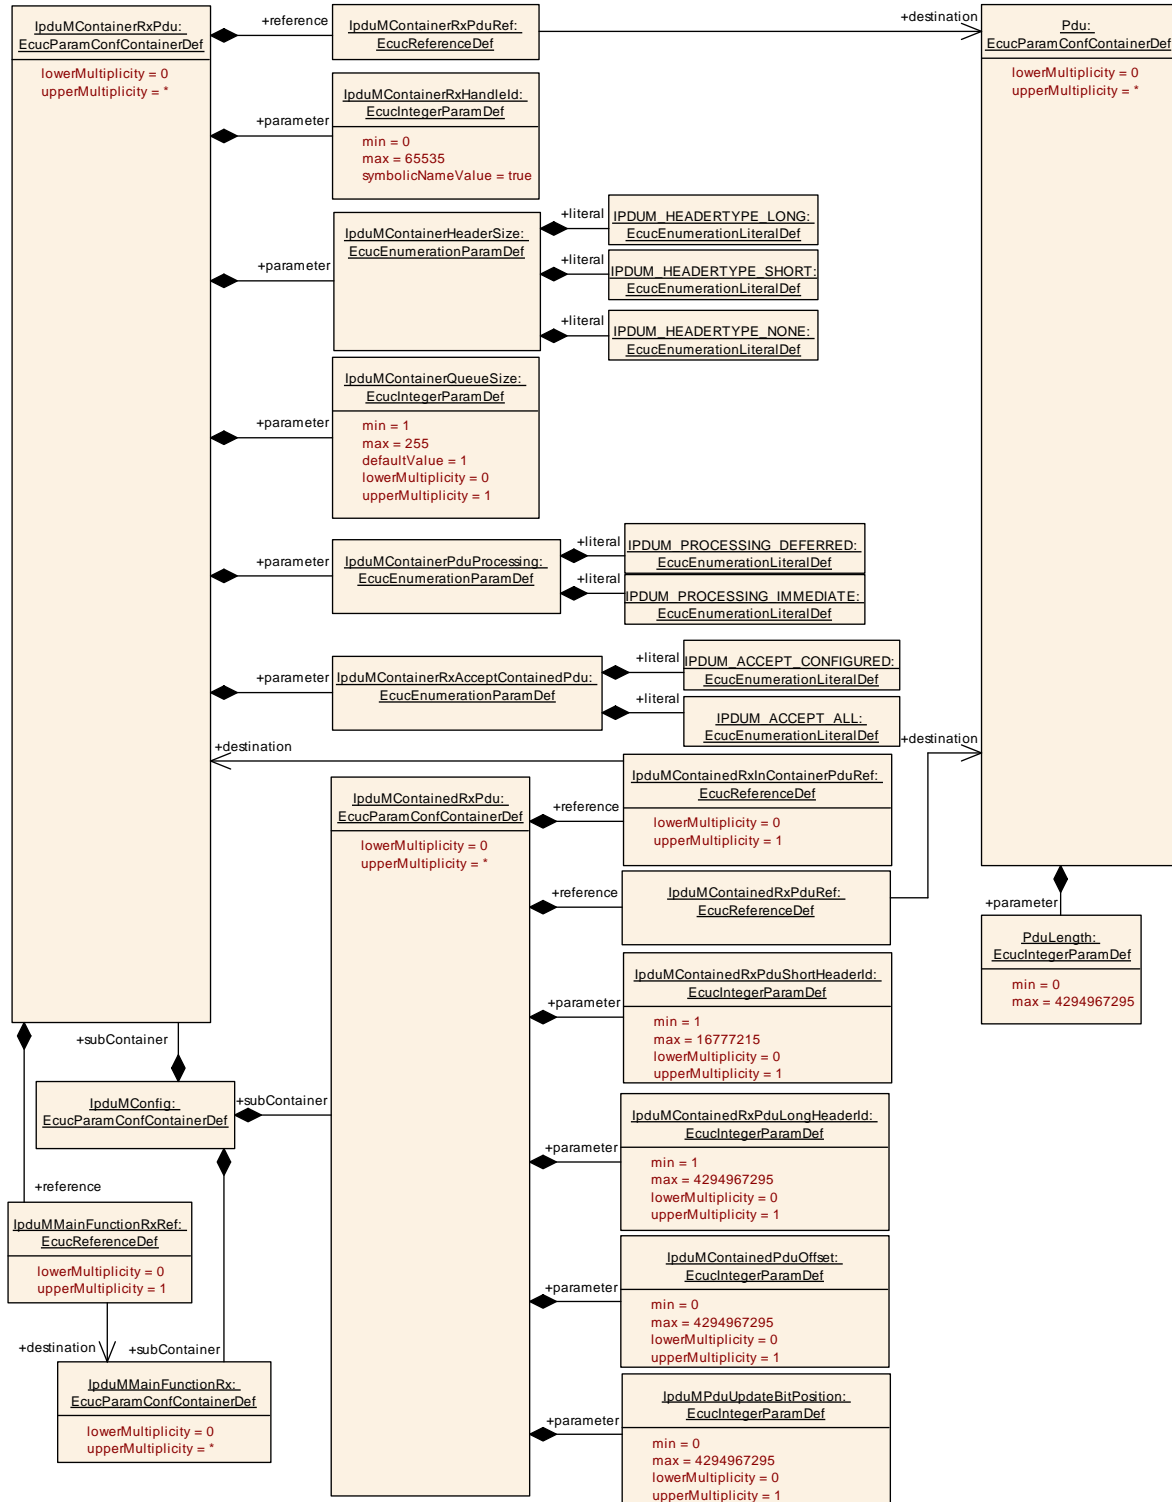 IpduMContainerRxPdu:
EcucParamConfContainerDef
lowerMultiplicity = 0
upperMultiplicity = *
+reference
IpduMContainerRxPduRef:
EcucReferenceDef
+destination
Pdu:
EcucParamConfContainerDef
lowerMultiplicity = 0
upperMultiplicity = *
+parameter
IpduMContainerRxHandleId:
EcucIntegerParamDef
min = 0
max = 65535
symbolicNameValue = true
+parameter
IpduMContainerHeaderSize:
EcucEnumerationParamDef
+literal
IPDUM_HEADERTYPE_LONG:
EcucEnumerationLiteralDef
+literal
IPDUM_HEADERTYPE_SHORT:
EcucEnumerationLiteralDef
+literal
IPDUM_HEADERTYPE_NONE:
EcucEnumerationLiteralDef
+parameter
IpduMContainerQueueSize:
EcucIntegerParamDef
min = 1
max = 255
defaultValue = 1
lowerMultiplicity = 0
upperMultiplicity = 1
+parameter
IpduMContainerPduProcessing:
EcucEnumerationParamDef
+literal
IPDUM_PROCESSING_DEFERRED:
EcucEnumerationLiteralDef
+literal
IPDUM_PROCESSING_IMMEDIATE:
EcucEnumerationLiteralDef
+parameter
IpduMContainerRxAcceptContainedPdu:
EcucEnumerationParamDef
+literal
IPDUM_ACCEPT_CONFIGURED:
EcucEnumerationLiteralDef
+literal
IPDUM_ACCEPT_ALL:
EcucEnumerationLiteralDef
+destination
+destination
IpduMContainedRxPdu:
EcucParamConfContainerDef
lowerMultiplicity = 0
upperMultiplicity = *
+reference
IpduMContainedRxInContainerPduRef:
EcucReferenceDef
lowerMultiplicity = 0
upperMultiplicity = 1
+reference
IpduMContainedRxPduRef:
EcucReferenceDef
+parameter
PduLength:
EcucIntegerParamDef
min = 0
max = 4294967295
+parameter
IpduMContainedRxPduShortHeaderId:
EcucIntegerParamDef
min = 1
max = 16777215
lowerMultiplicity = 0
upperMultiplicity = 1
+subContainer
IpduMConfig:
EcucParamConfContainerDef
+subContainer
+parameter
IpduMContainedRxPduLongHeaderId:
EcucIntegerParamDef
min = 1
max = 4294967295
lowerMultiplicity = 0
upperMultiplicity = 1
+reference
IpduMMainFunctionRxRef:
EcucReferenceDef
lowerMultiplicity = 0
upperMultiplicity = 1
+parameter
IpduMContainedPduOffset:
EcucIntegerParamDef
min = 0
max = 4294967295
lowerMultiplicity = 0
upperMultiplicity = 1
+destination
+subContainer
IpduMMainFunctionRx:
EcucParamConfContainerDef
lowerMultiplicity = 0
upperMultiplicity = *
+parameter
IpduMPduUpdateBitPosition:
EcucIntegerParamDef
min = 0
max = 4294967295
lowerMultiplicity = 0
upperMultiplicity = 1